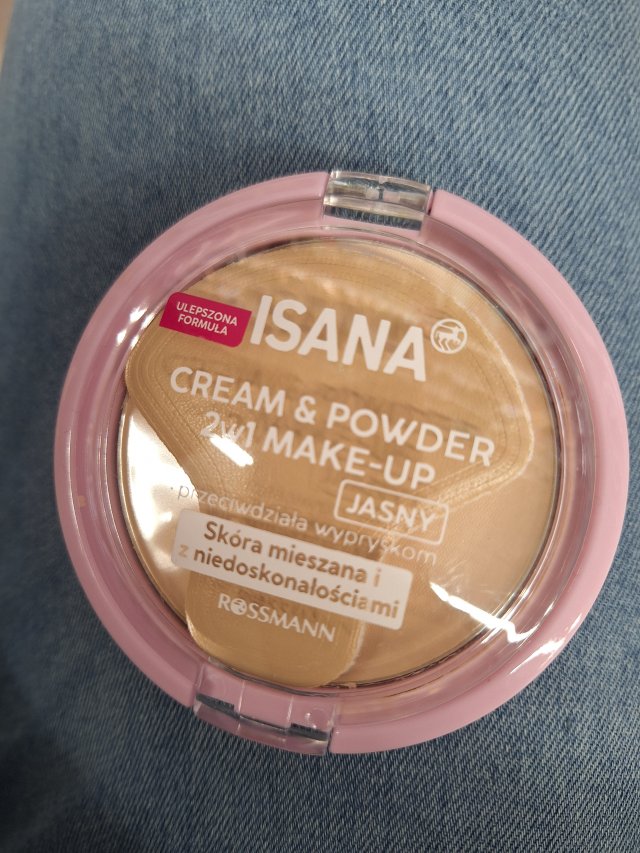 ULEPSZONA
FORMUŁA
ISANA
CREAM & POWDER
2w1 MAKE-UP
JASNY
· przeciwdziała wypryskom
Skóra mieszana i
z niedoskonałościami
ROSSMANN